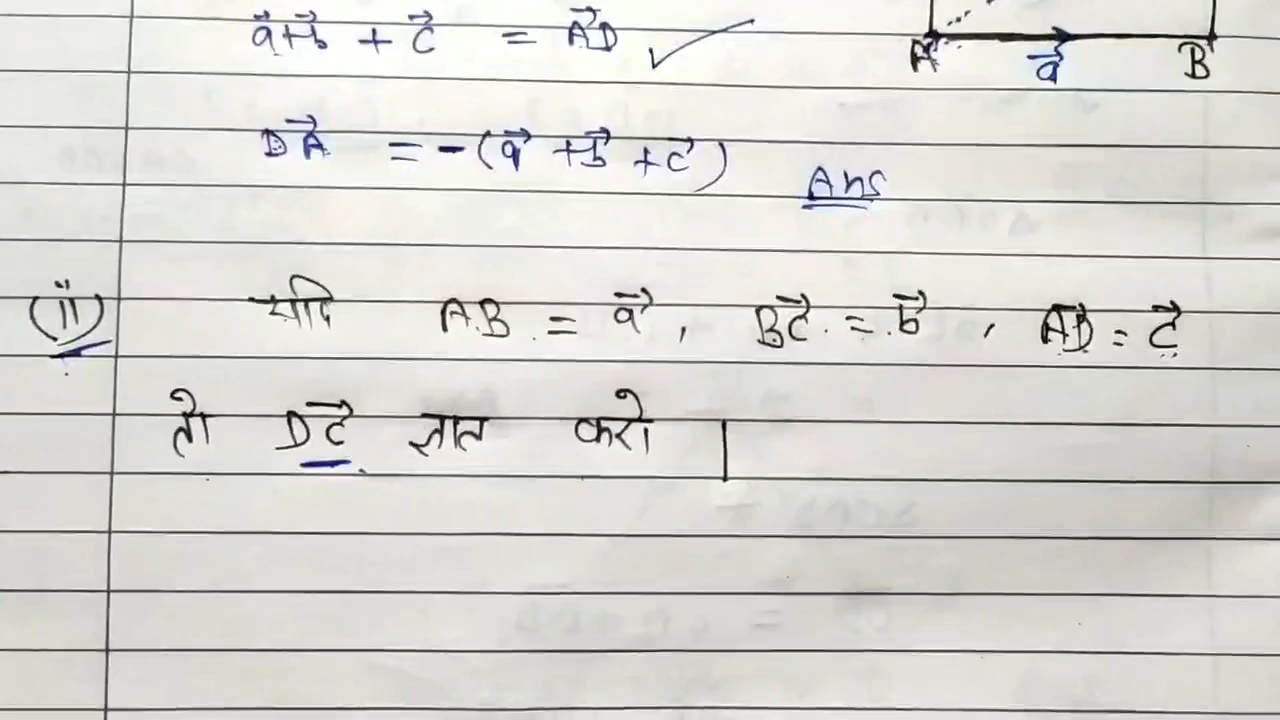 a⃗+b⃗ + c⃗ = AD⃗ ✓
A a⃗ B
DA⃗ = -(a⃗ + b⃗ + c⃗) Ans
(ii) यदि AB = a⃗, BC⃗ = b⃗, AD⃗ = c⃗
तो DC⃗ ज्ञात करो |